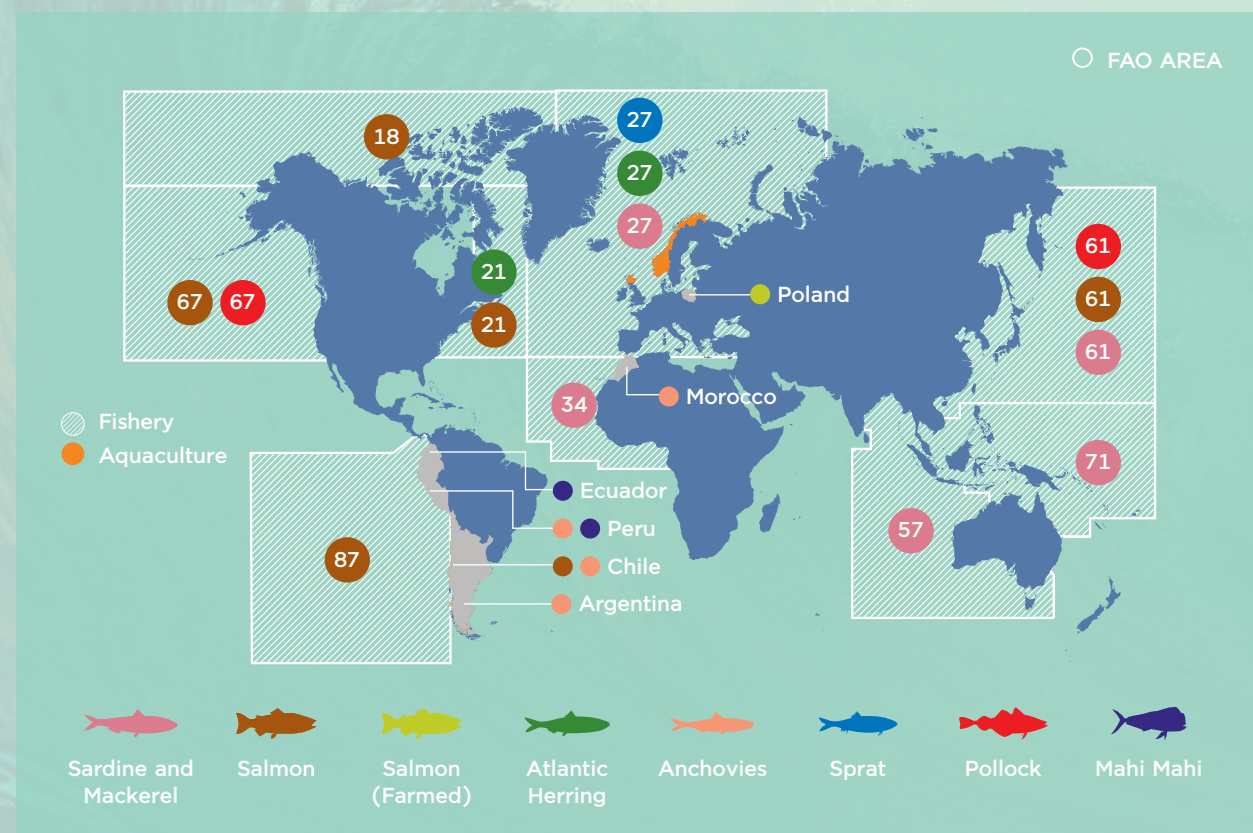 FAO AREA
18
27
27
27
21
21
67
67
61
61
61
Poland
Morocco
34
Fishery
Aquaculture
71
57
87
Ecuador
Peru
Chile
Argentina
Sardine and
Mackerel
Salmon
Salmon
(Farmed)
Atlantic
Herring
Anchovies
Sprat
Pollock
Mahi Mahi